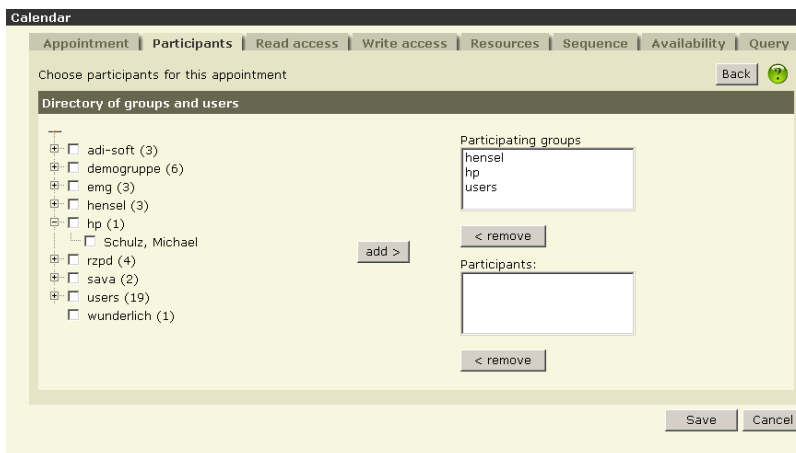 Calendar
Appointment Participants Read access Write access Resources Sequence Availability Query
Choose participants for this appointment
Back ?
Directory of groups and users
adi-soft (3)
demogruppe (6)
emg (3)
hensel (3)
hp (1)
Schulz, Michael
rzpd (4)
sava (2)
users (19)
wunderlich (1)
add >
Participating groups
hensel
hp
users
< remove
Participants:
< remove
Save Cancel